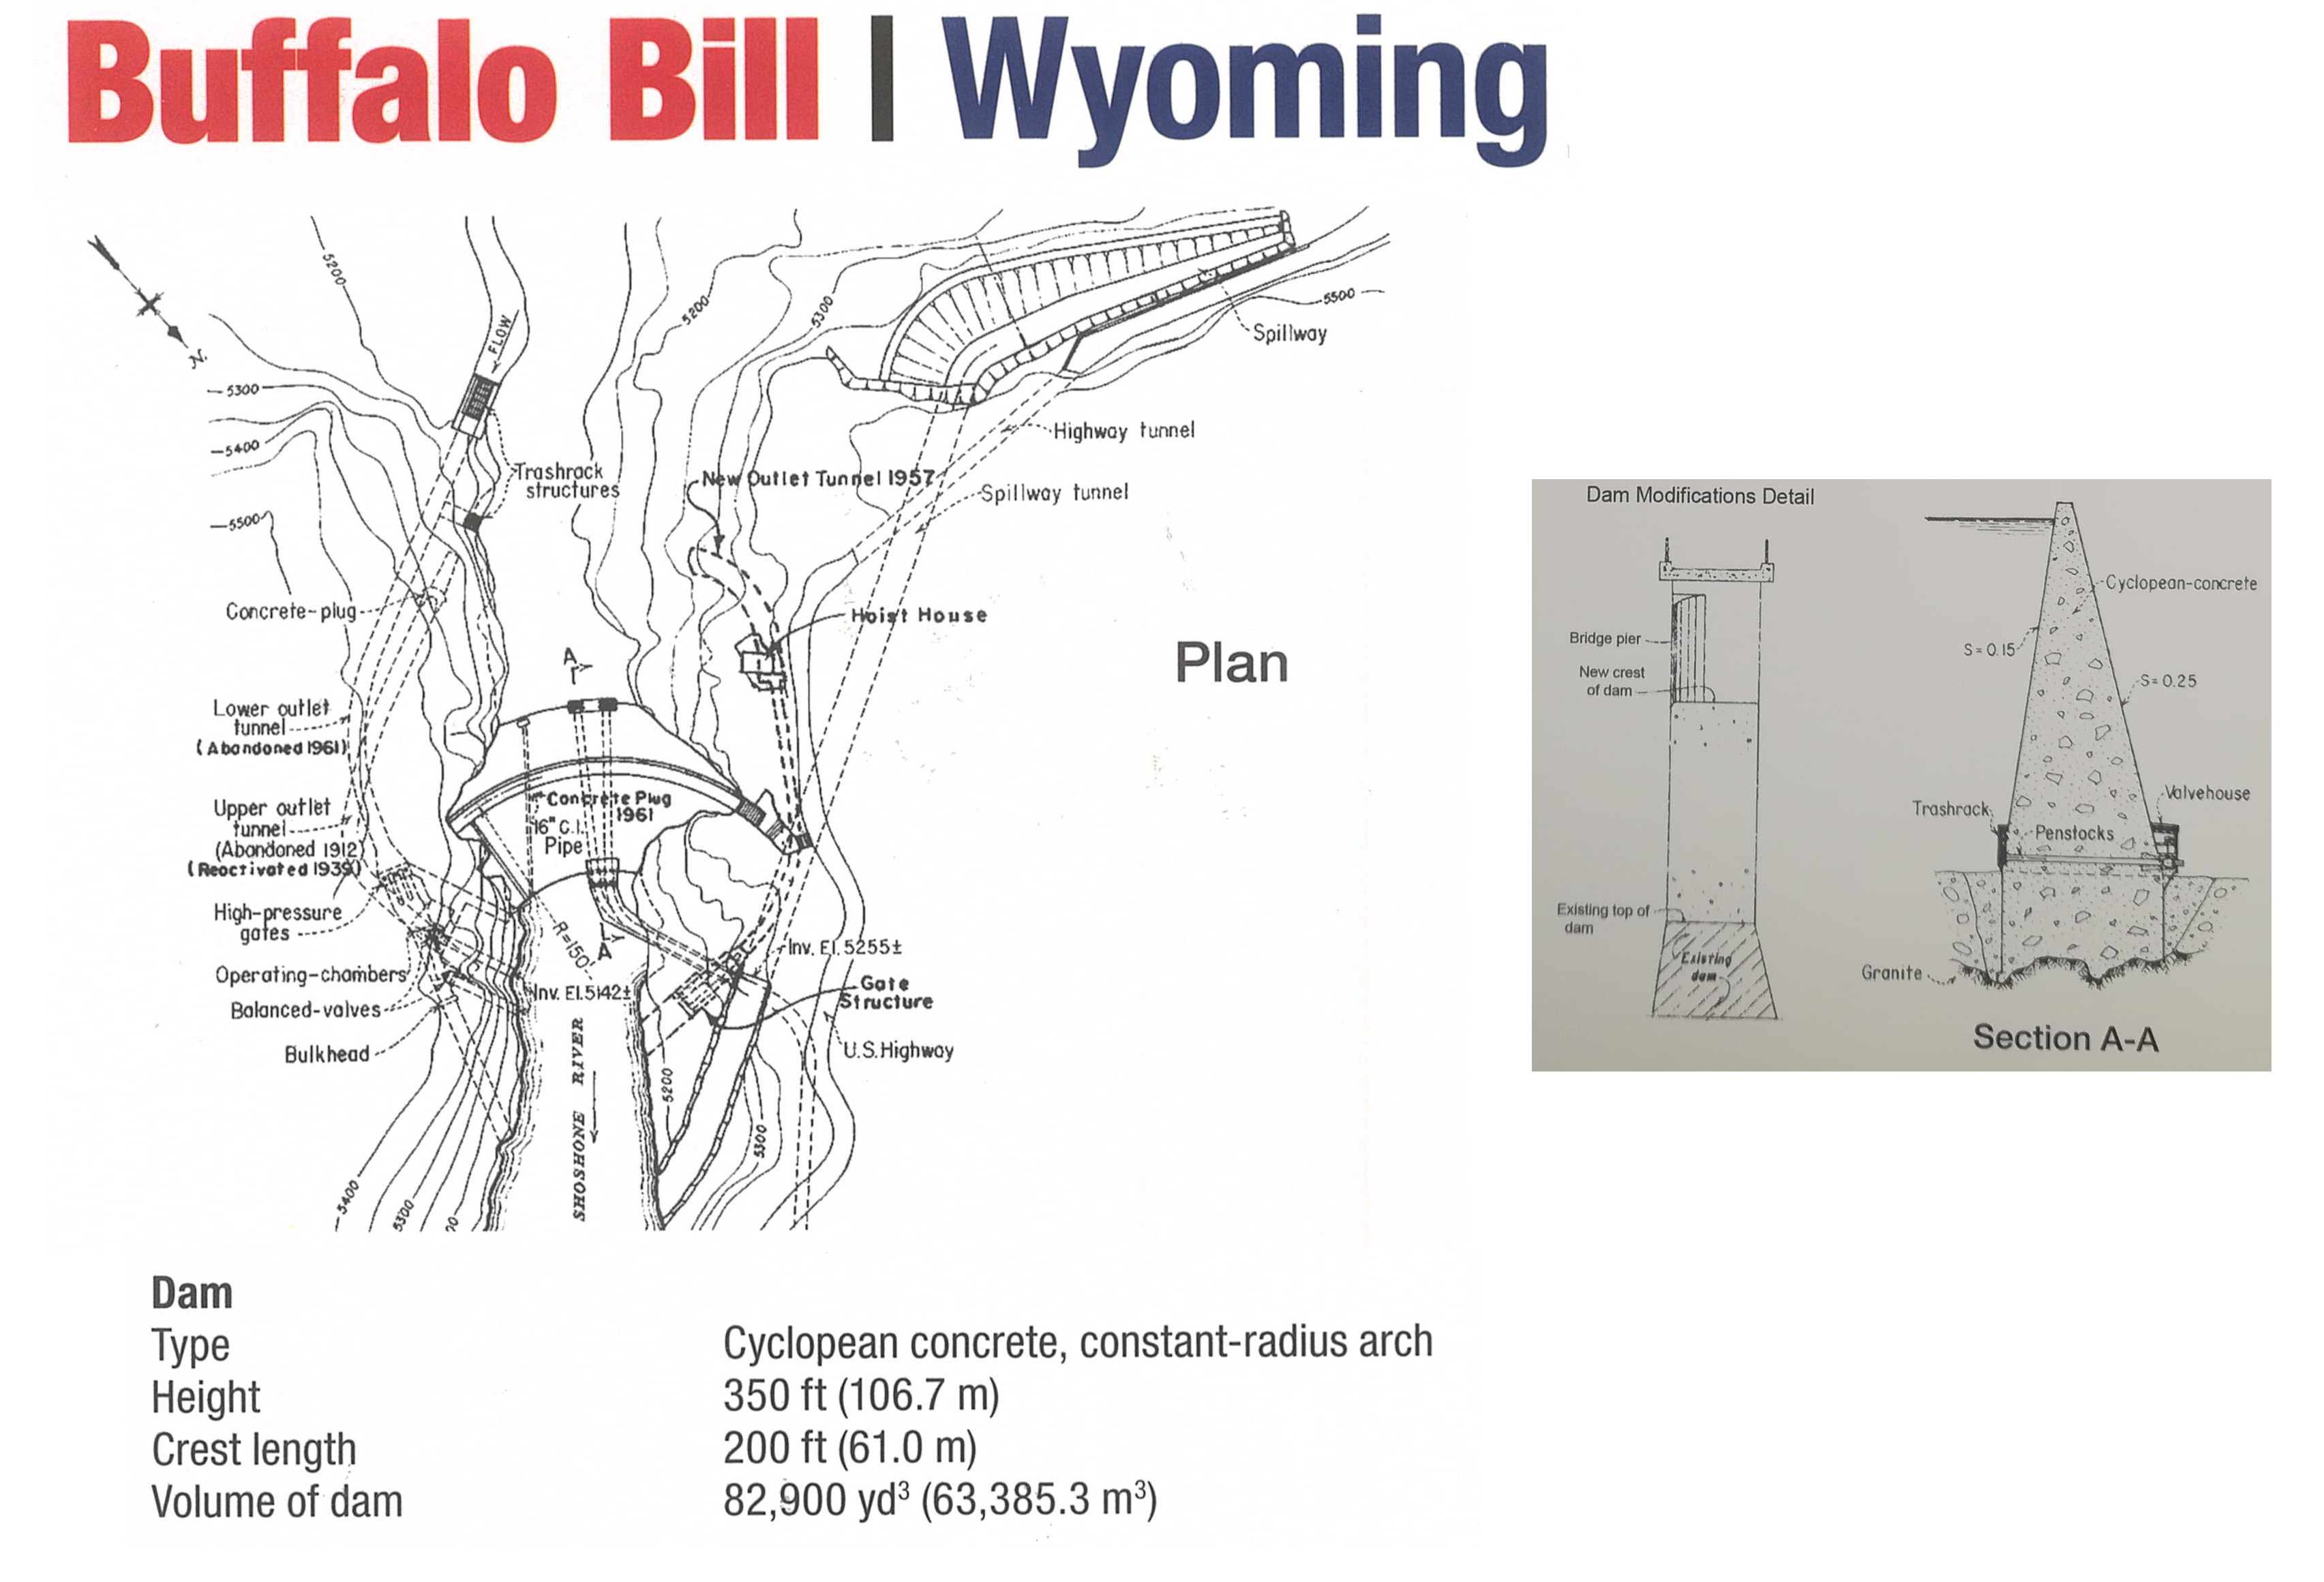 Buffalo Bill | Wyoming
5200
5200
5300
5500
N
FLOW
Spillway
5300
5400
5500
Highway tunnel
Trashrack
structures
New Outlet Tunnel 1957
Spillway tunnel
Concrete-plug
Hoist House
A
Plan
Lower outlet
tunnel
(Abandoned 1961)
Upper outlet
tunnel
(Abandoned 1912)
(Reactivated 1939)
Concrete Plug
1961
16" C.I.
Pipe
High-pressure
gates
R=150'
A
Inv. El. 5255±
Operating-chambers
Inv. El. 5142±
Gate
Structure
Balanced-valves
Bulkhead
U.S. Highway
SHOSHONE RIVER
5200
5300
5400
5300
00
Dam Modifications Detail
Bridge pier
New crest
of dam
Existing top of
dam
Existing
dam
Cyclopean-concrete
S=0.15
S=0.25
Trashrack
Valvehouse
Penstocks
Granite
Section A-A
Dam
Type Cyclopean concrete, constant-radius arch
Height 350 ft (106.7 m)
Crest length 200 ft (61.0 m)
Volume of dam 82,900 yd³ (63,385.3 m³)